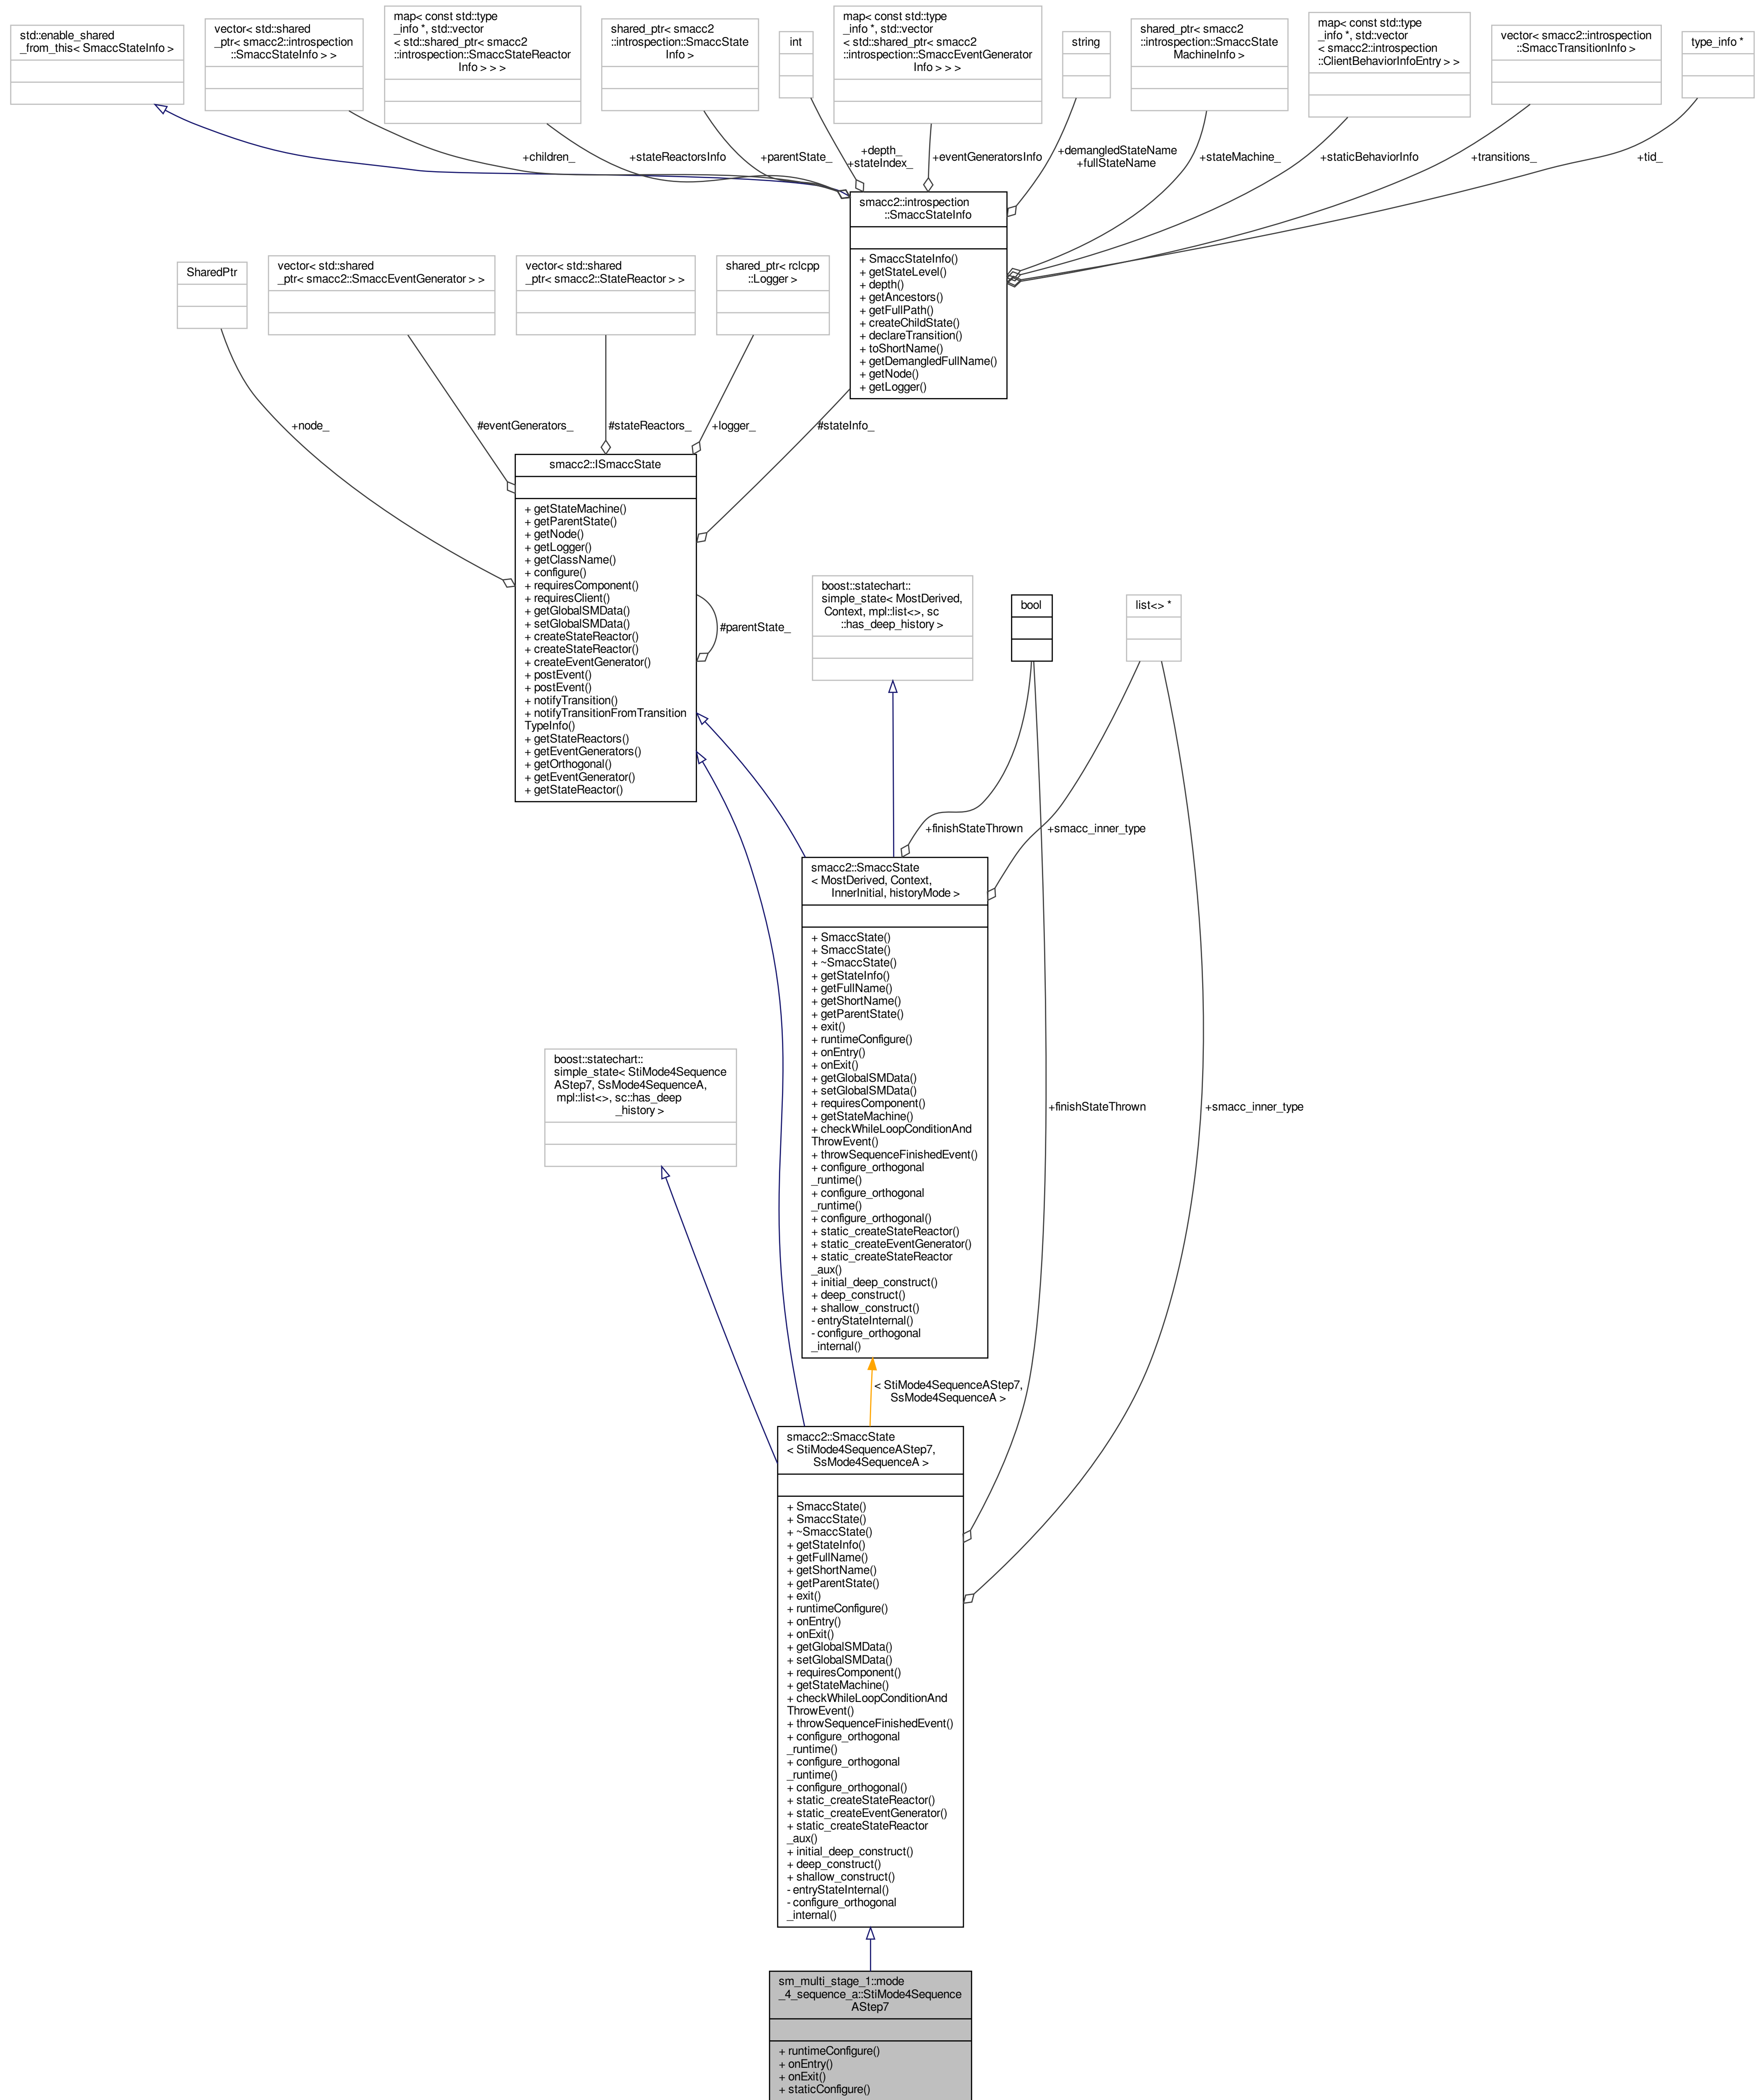 std::enable_shared
_from_this< SmaccStateInfo >
vector< std::shared
_ptr< smacc2::introspection
::SmaccStateInfo > >
map< const std::type
_info *, std::vector
< std::shared_ptr< smacc2
::introspection::SmaccStateReactor
Info > > >
shared_ptr< smacc2
::introspection::SmaccState
Info >
int
map< const std::type
_info *, std::vector
< std::shared_ptr< smacc2
::introspection::SmaccEventGenerator
Info > > >
string
shared_ptr< smacc2
::introspection::SmaccState
MachineInfo >
map< const std::type
_info *, std::vector
< smacc2::introspection
::ClientBehaviorInfoEntry > >
vector< smacc2::introspection
::SmaccTransitionInfo >
type_info *
+children_
+stateReactorsInfo
+parentState_
+depth_
+stateIndex_
+eventGeneratorsInfo
+demangledStateName
+fullStateName
+stateMachine_
+staticBehaviorInfo
+transitions_
+tid_
smacc2::introspection
::SmaccStateInfo
+ SmaccStateInfo()
+ getStateLevel()
+ depth()
+ getAncestors()
+ getFullPath()
+ createChildState()
+ declareTransition()
+ toShortName()
+ getDemangledFullName()
+ getNode()
+ getLogger()
SharedPtr
vector< std::shared
_ptr< smacc2::SmaccEventGenerator > >
vector< std::shared
_ptr< smacc2::StateReactor > >
shared_ptr< rclcpp
::Logger >
+node_
#eventGenerators_
#stateReactors_
+logger_
#stateInfo_
smacc2::ISmaccState
+ getStateMachine()
+ getParentState()
+ getNode()
+ getLogger()
+ getClassName()
+ configure()
+ requiresComponent()
+ requiresClient()
+ getGlobalSMData()
+ setGlobalSMData()
+ createStateReactor()
+ createStateReactor()
+ createEventGenerator()
+ postEvent()
+ postEvent()
+ notifyTransition()
+ notifyTransitionFromTransition
TypeInfo()
+ getStateReactors()
+ getEventGenerators()
+ getOrthogonal()
+ getEventGenerator()
+ getStateReactor()
#parentState_
boost::statechart::
simple_state< MostDerived,
Context, mpl::list<>, sc
::has_deep_history >
bool
list<> *
+finishStateThrown
+smacc_inner_type
smacc2::SmaccState
< MostDerived, Context,
InnerInitial, historyMode >
+ SmaccState()
+ SmaccState()
+ ~SmaccState()
+ getStateInfo()
+ getFullName()
+ getShortName()
+ getParentState()
+ exit()
+ runtimeConfigure()
+ onEntry()
+ onExit()
+ getGlobalSMData()
+ setGlobalSMData()
+ requiresComponent()
+ getStateMachine()
+ checkWhileLoopConditionAnd
ThrowEvent()
+ throwSequenceFinishedEvent()
+ configure_orthogonal
_runtime()
+ configure_orthogonal
_runtime()
+ configure_orthogonal()
+ static_createStateReactor()
+ static_createEventGenerator()
+ static_createStateReactor
_aux()
+ initial_deep_construct()
+ deep_construct()
+ shallow_construct()
- entryStateInternal()
- configure_orthogonal
_internal()
boost::statechart::
simple_state< StiMode4Sequence
AStep7, SsMode4SequenceA,
mpl::list<>, sc::has_deep
_history >
+finishStateThrown
+smacc_inner_type
< StiMode4SequenceAStep7,
SsMode4SequenceA >
smacc2::SmaccState
< StiMode4SequenceAStep7,
SsMode4SequenceA >
+ SmaccState()
+ SmaccState()
+ ~SmaccState()
+ getStateInfo()
+ getFullName()
+ getShortName()
+ getParentState()
+ exit()
+ runtimeConfigure()
+ onEntry()
+ onExit()
+ getGlobalSMData()
+ setGlobalSMData()
+ requiresComponent()
+ getStateMachine()
+ checkWhileLoopConditionAnd
ThrowEvent()
+ throwSequenceFinishedEvent()
+ configure_orthogonal
_runtime()
+ configure_orthogonal
_runtime()
+ configure_orthogonal()
+ static_createStateReactor()
+ static_createEventGenerator()
+ static_createStateReactor
_aux()
+ initial_deep_construct()
+ deep_construct()
+ shallow_construct()
- entryStateInternal()
- configure_orthogonal
_internal()
sm_multi_stage_1::mode
_4_sequence_a::StiMode4Sequence
AStep7
+ runtimeConfigure()
+ onEntry()
+ onExit()
+ staticConfigure()